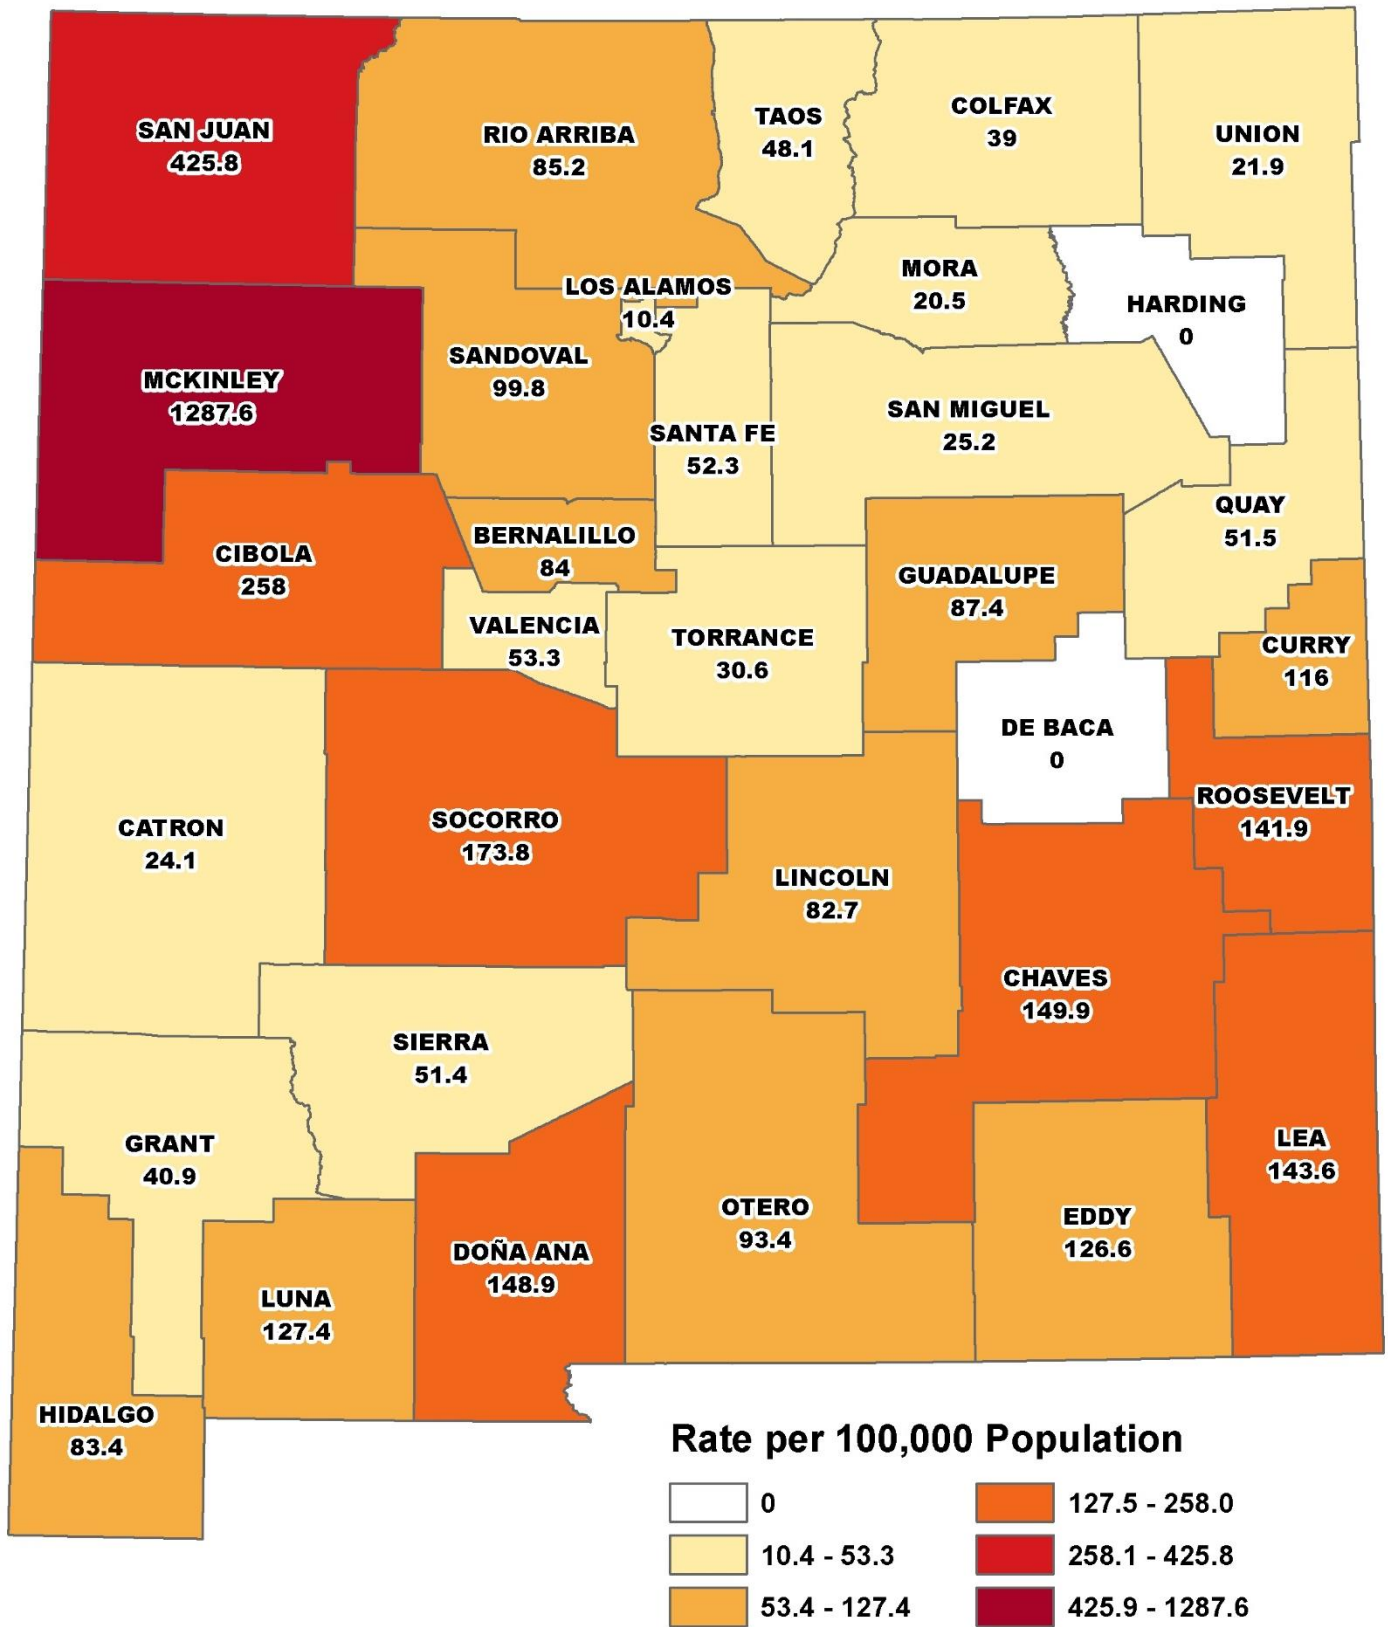 SAN JUAN
425.8
RIO ARRIBA
85.2
TAOS
48.1
COLFAX
39
UNION
21.9
LOS ALAMOS
10.4
MORA
20.5
HARDING
0
MCKINLEY
1287.6
SANDOVAL
99.8
SANTA FE
52.3
SAN MIGUEL
25.2
QUAY
51.5
CIBOLA
258
BERNALILLO
84
GUADALUPE
87.4
VALENCIA
53.3
TORRANCE
30.6
CURRY
116
DE BACA
0
CATRON
24.1
SOCORRO
173.8
LINCOLN
82.7
ROOSEVELT
141.9
CHAVES
149.9
SIERRA
51.4
GRANT
40.9
LEA
143.6
OTERO
93.4
EDDY
126.6
DOÑA ANA
148.9
LUNA
127.4
HIDALGO
83.4
Rate per 100,000 Population
0
10.4 - 53.3
53.4 - 127.4
127.5 - 258.0
258.1 - 425.8
425.9 - 1287.6